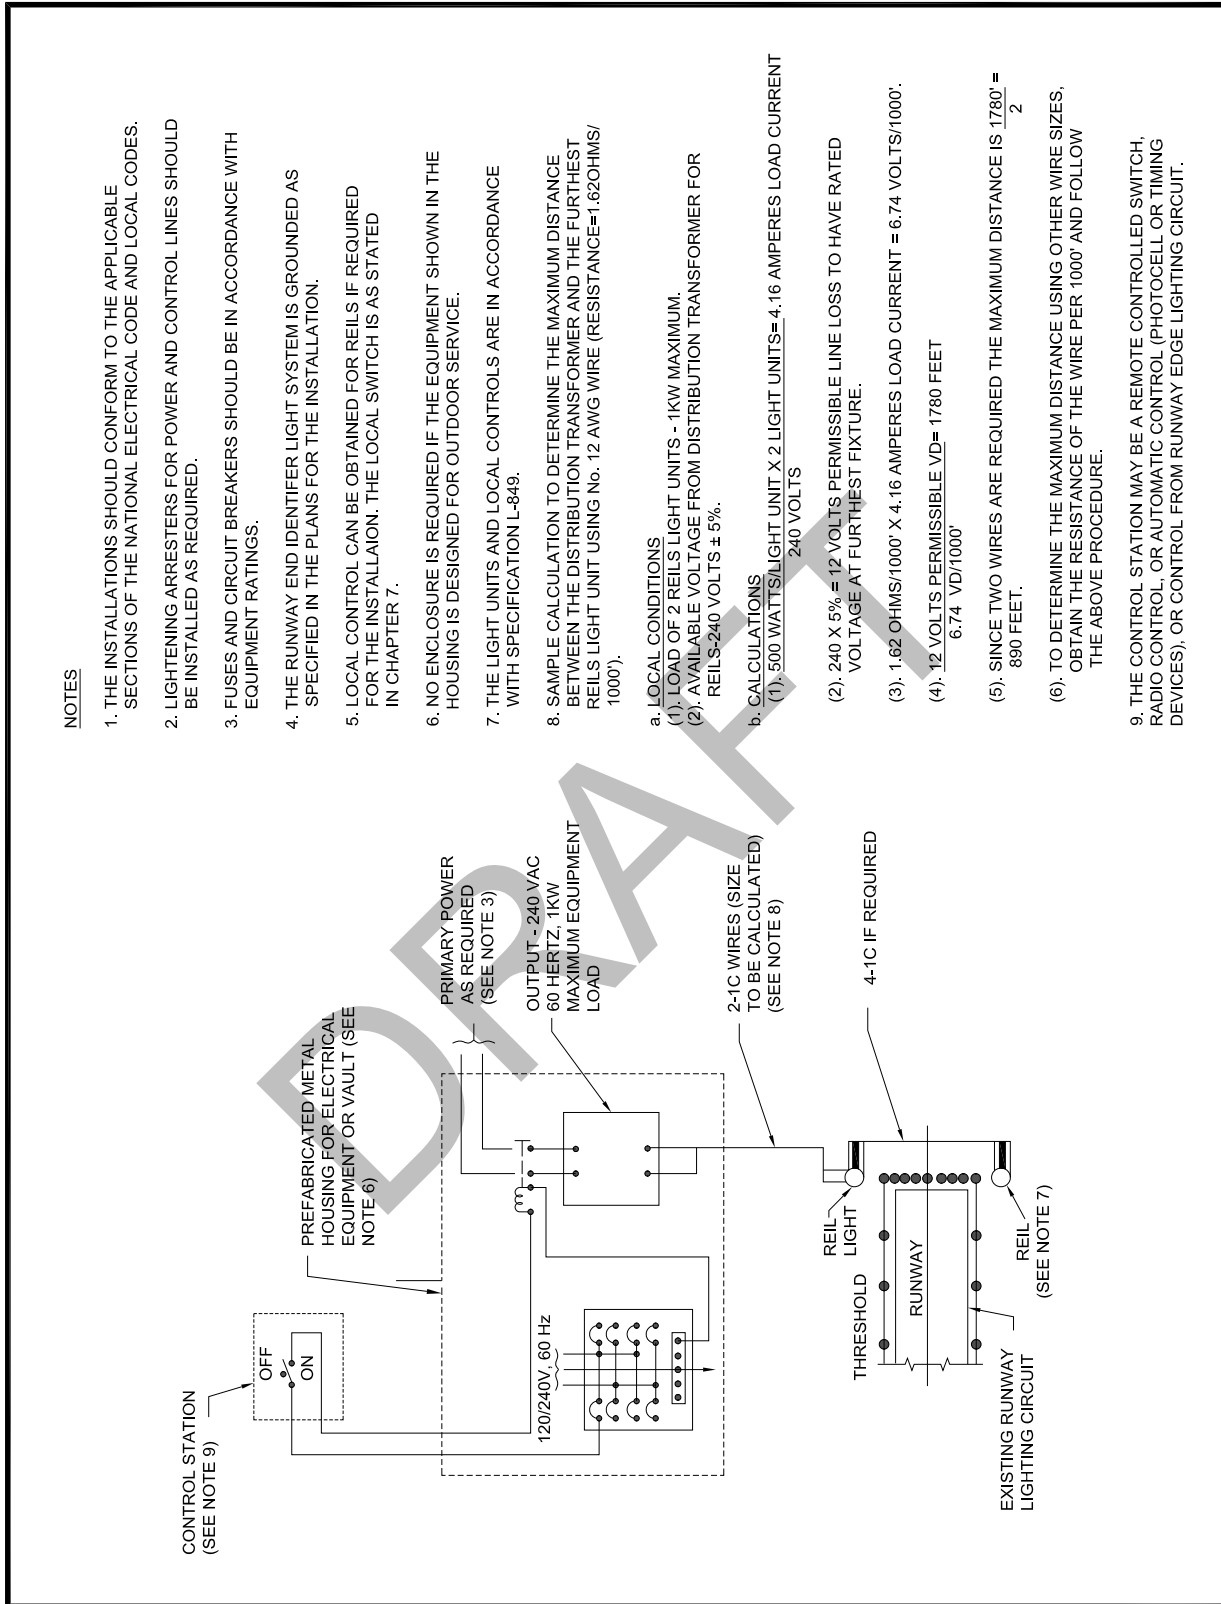 NOTES
1. THE INSTALLATIONS SHOULD CONFORM TO THE APPLICABLE
SECTIONS OF THE NATIONAL ELECTRICAL CODE AND LOCAL CODES.
2. LIGHTENING ARRESTERS FOR POWER AND CONTROL LINES SHOULD
BE INSTALLED AS REQUIRED.
3. FUSES AND CIRCUIT BREAKERS SHOULD BE IN ACCORDANCE WITH
EQUIPMENT RATINGS.
4. THE RUNWAY END IDENTIFER LIGHT SYSTEM IS GROUNDED AS
SPECIFIED IN THE PLANS FOR THE INSTALLATION.
5. LOCAL CONTROL CAN BE OBTAINED FOR REILS IF REQUIRED
FOR THE INSTALLAION. THE LOCAL SWITCH IS AS STATED
IN CHAPTER 7.
6. NO ENCLOSURE IS REQUIRED IF THE EQUIPMENT SHOWN IN THE
HOUSING IS DESIGNED FOR OUTDOOR SERVICE.
7. THE LIGHT UNITS AND LOCAL CONTROLS ARE IN ACCORDANCE
WITH SPECIFICATION L-849.
8. SAMPLE CALCULATION TO DETERMINE THE MAXIMUM DISTANCE
BETWEEN THE DISTRIBUTION TRANSFORMER AND THE FURTHEST
REILS LIGHT UNIT USING No. 12 AWG WIRE (RESISTANCE=1.62OHMS/
1000').
a. LOCAL CONDITIONS
(1). LOAD OF 2 REILS LIGHT UNITS - 1KW MAXIMUM.
(2). AVAILABLE VOLTAGE FROM DISTRIBUTION TRANSFORMER FOR
REILS-240 VOLTS ± 5%.
b. CALCULATIONS
(1). 500 WATTS/LIGHT UNIT X 2 LIGHT UNITS= 4.16 AMPERES LOAD CURRENT
240 VOLTS
(2). 240 X 5% = 12 VOLTS PERMISSIBLE LINE LOSS TO HAVE RATED
VOLTAGE AT FURTHEST FIXTURE.
(3). 1.62 OHMS/1000' X 4.16 AMPERES LOAD CURRENT = 6.74 VOLTS/1000'.
(4). 12 VOLTS PERMISSIBLE VD= 1780 FEET
6.74 VD/1000'
(5). SINCE TWO WIRES ARE REQUIRED THE MAXIMUM DISTANCE IS 1780' =
2
890 FEET.
(6). TO DETERMINE THE MAXIMUM DISTANCE USING OTHER WIRE SIZES,
OBTAIN THE RESISTANCE OF THE WIRE PER 1000' AND FOLLOW
THE ABOVE PROCEDURE.
9. THE CONTROL STATION MAY BE A REMOTE CONTROLLED SWITCH,
RADIO CONTROL, OR AUTOMATIC CONTROL (PHOTOCELL OR TIMING
DEVICES), OR CONTROL FROM RUNWAY EDGE LIGHTING CIRCUIT.
CONTROL STATION
(SEE NOTE 9)
OFF
ON
PREFABRICATED METAL
HOUSING FOR ELECTRICAL
EQUIPMENT OR VAULT (SEE
NOTE 6)
PRIMARY POWER
AS REQUIRED
(SEE NOTE 3)
OUTPUT - 240 VAC
60 HERTZ, 1KW
MAXIMUM EQUIPMENT
LOAD
120/240V, 60 Hz
2-1C WIRES (SIZE
TO BE CALCULATED)
(SEE NOTE 8)
REIL
LIGHT
4-1C IF REQUIRED
THRESHOLD
RUNWAY
EXISTING RUNWAY
LIGHTING CIRCUIT
REIL
(SEE NOTE 7)
DRAFT